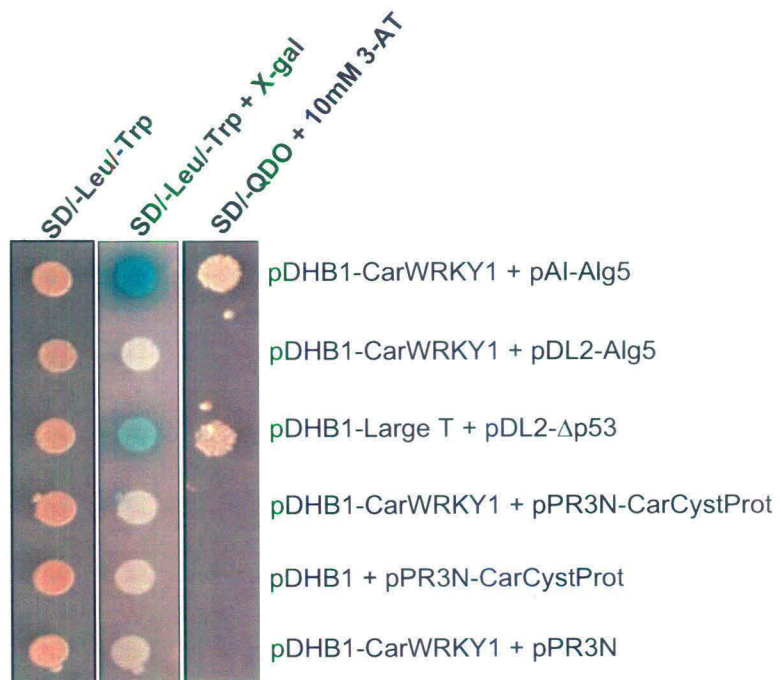 SD/-Leu/-Trp
SD/-Leu/-Trp + X-gal
SD/-QDO + 10mM 3-AT
pDHB1-CarWRKY1 + pAI-Alg5
pDHB1-CarWRKY1 + pDL2-Alg5
pDHB1-Large T + pDL2-Δp53
pDHB1-CarWRKY1 + pPR3N-CarCystProt
pDHB1 + pPR3N-CarCystProt
pDHB1-CarWRKY1 + pPR3N